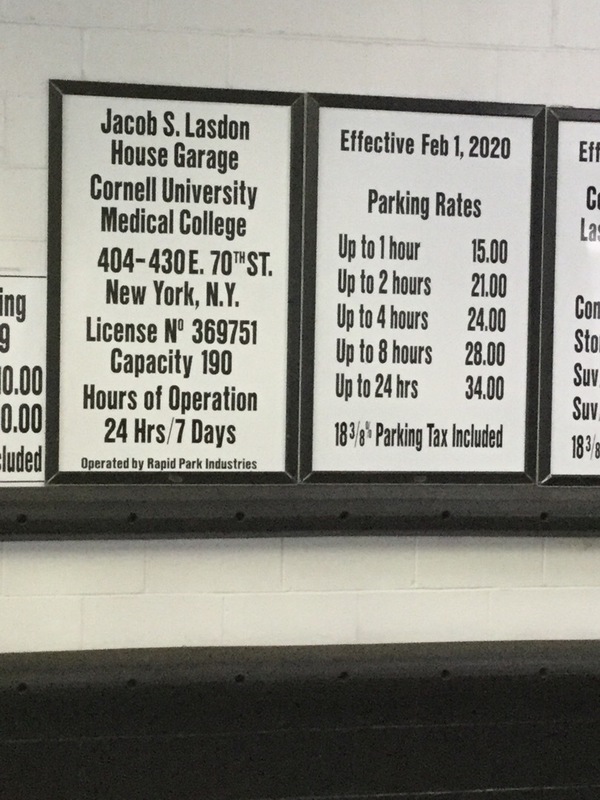 Jacob S. Lasdon
House Garage
Cornell University
Medical College
404-430 E. 70TH ST.
New York, N.Y.
License Nº 369751
Capacity 190
Hours of Operation
24 Hrs/7 Days
Operated by Rapid Park Industries
Effective Feb 1, 2020
Parking Rates
Up to 1 hour 15.00
Up to 2 hours 21.00
Up to 4 hours 24.00
Up to 8 hours 28.00
Up to 24 hrs 34.00
18 3/8% Parking Tax Included